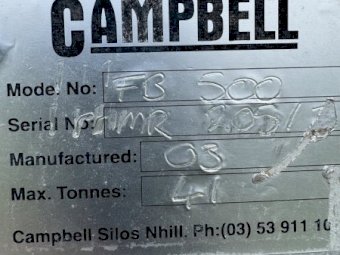 CAMPBELL
Mode. No: FB 500
Serial No:
Manufactured: 03
Max. Tonnes: 41
Campbell Silos Nhill. Ph:(03) 53 911 10